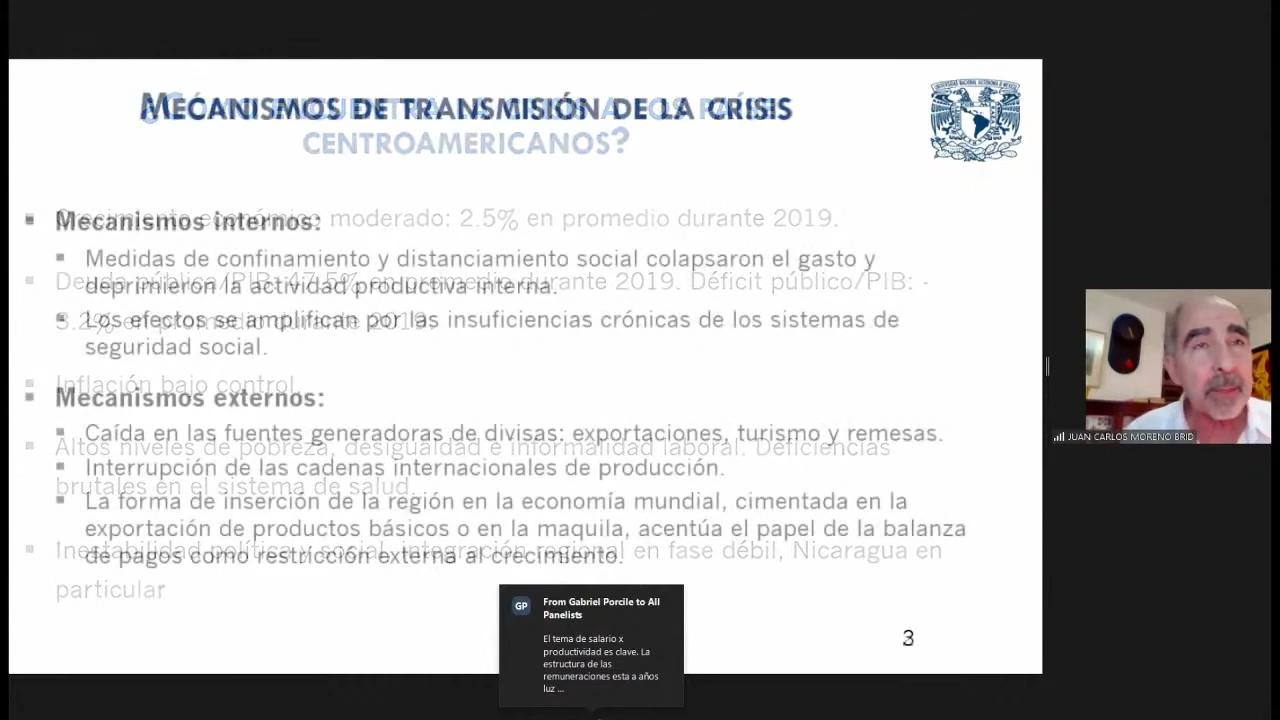 MECANISMOS DE TRANSMISIÓN DE LA CRISIS
CENTROAMERICANOS?
Crecimiento económico moderado: 2.5% en promedio durante 2019.
Mecanismos internos:
Medidas de confinamiento y distanciamiento social colapsaron el gasto y
deprimieron la actividad productiva interna.
Deuda pública/PIB: 47.5% en promedio durante 2019. Déficit público/PIB: -
3.2% en promedio durante 2019.
Los efectos se amplifican por las insuficiencias crónicas de los sistemas de
seguridad social.
Inflación bajo control.
Mecanismos externos:
Caída en las fuentes generadoras de divisas: exportaciones, turismo y remesas.
Altos niveles de pobreza, desigualdad e informalidad laboral. Deficiencias
brutales en el sistema de salud.
Interrupción de las cadenas internacionales de producción.
La forma de inserción de la región en la economía mundial, cimentada en la
exportación de productos básicos o en la maquila, acentúa el papel de la balanza
de pagos como restricción externa al crecimiento.
Inestabilidad política y social, integración regional en fase débil, Nicaragua en
particular
3
GP
From Gabriel Porcile to All
Panelists
El tema de salario x
productividad es clave. La
estructura de las
remuneraciones esta a años
luz ...
JUAN CARLOS MORENO BRID